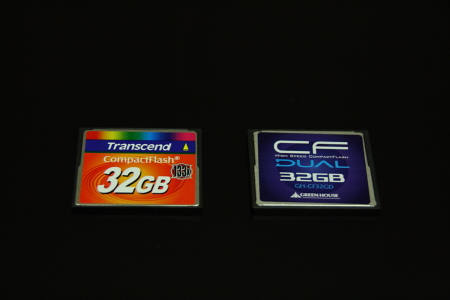 Transcend
CompactFlash®
32GB
133X
CF
HIGH SPEED COMPACTFLASH
DUAL
32GB
GH-CF32GD
GREEN HOUSE